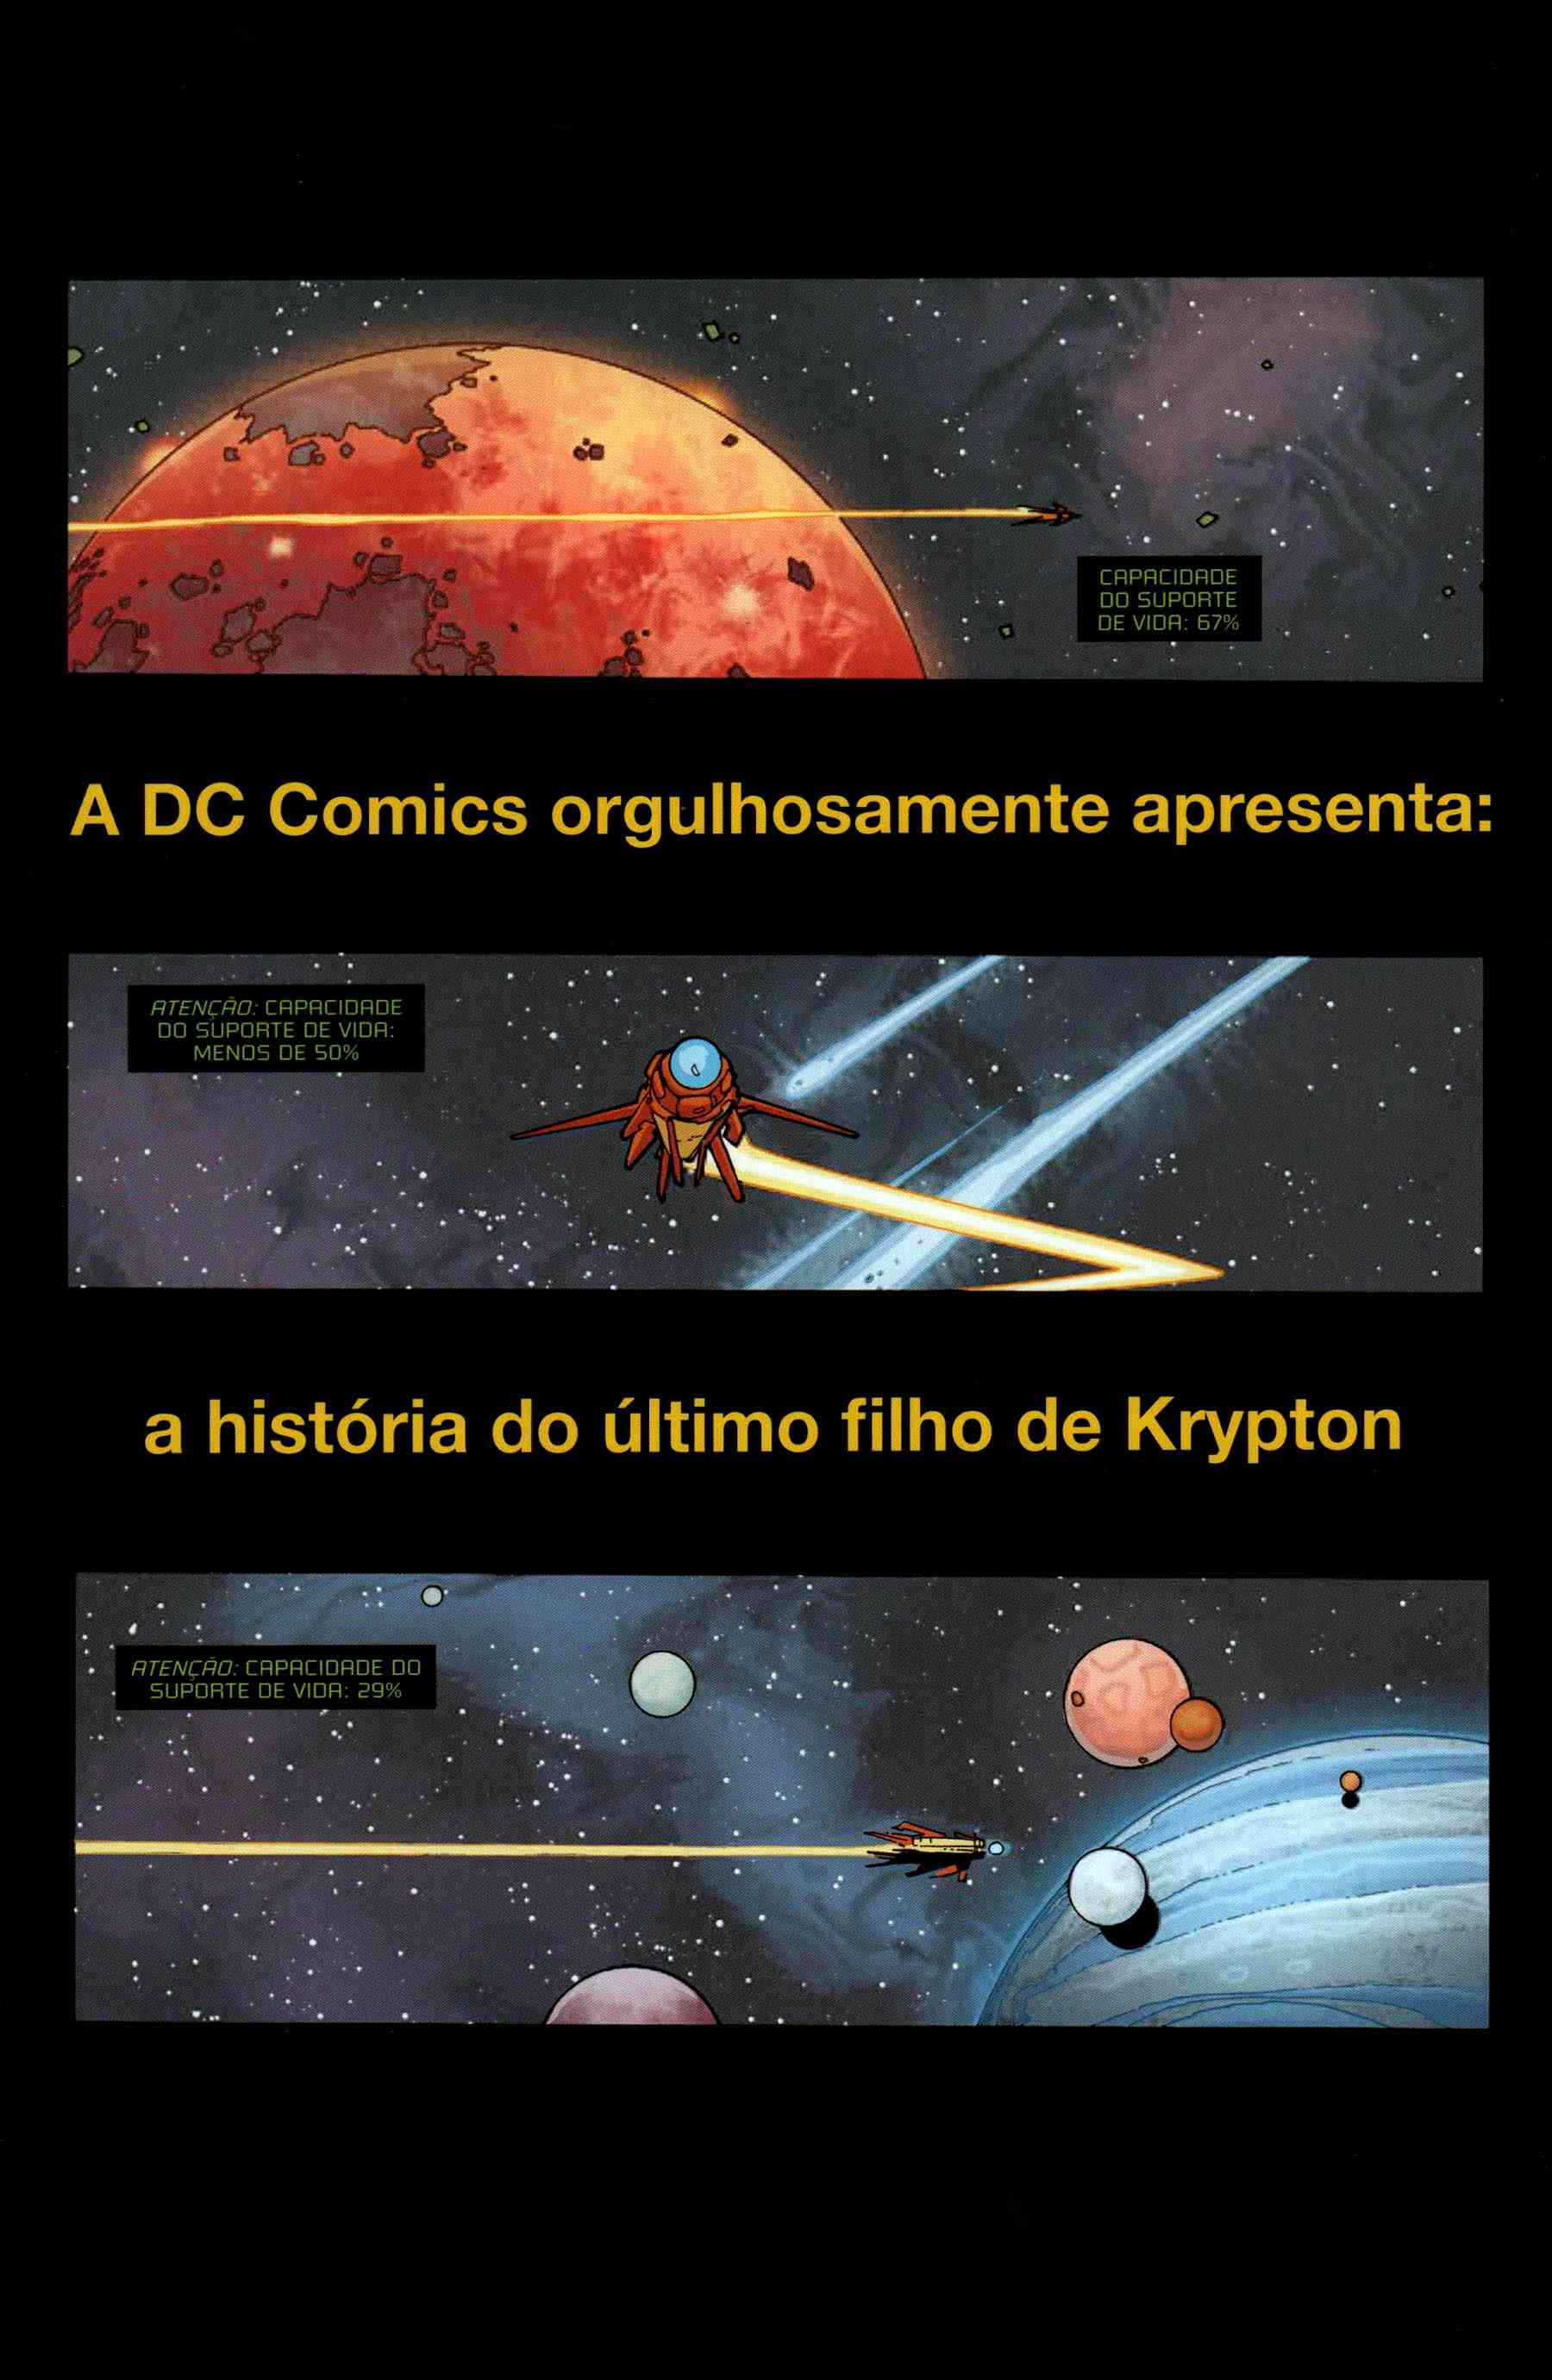 CAPACIDADE
DO SUPORTE
DE VIDA: 67%
A DC Comics orgulhosamente apresenta:
ATENÇÃO: CAPACIDADE
DO SUPORTE DE VIDA:
MENOS DE 50%
a história do último filho de Krypton
ATENÇÃO: CAPACIDADE DO
SUPORTE DE VIDA: 29%